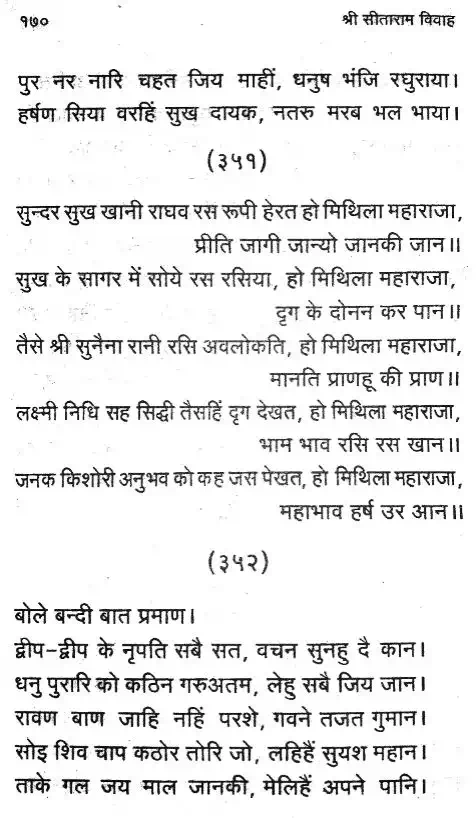 १७०
श्री सीताराम विवाह
पुर नर नारि चहत जिय माहीं, धनुष भंजि रघुराया।
हर्षण सिया वरहिं सुख दायक, नतरु मरब भल भाया।
(३५१)
सुन्दर सुख खानी राघव रस रूपी हेरत हो मिथिला महाराजा,
प्रीति जागी जान्यो जानकी जान॥
सुख के सागर में सोये रस रसिया, हो मिथिला महाराजा,
दृग के दोनन कर पान॥
तैसे श्री सुनैना रानी रसि अवलोकति, हो मिथिला महाराजा,
मानति प्राणहू की प्राण॥
लक्ष्मी निधि सह सिद्धी तैसहिं दृग देखत, हो मिथिला महाराजा,
भाम भाव रसि रस खान॥
जनक किशोरी अनुभव को कह जस पेखत, हो मिथिला महाराजा,
महाभाव हर्ष उर आन॥
(३५२)
बोले बन्दी बात प्रमाण।
द्वीप-द्वीप के नृपति सबै सत, वचन सुनहु दै कान।
धनु पुरारि को कठिन गरुअतम, लेहु सबै जिय जान।
रावण बाण जाहि नहिं परशे, गवने तजत गुमान।
सोइ शिव चाप कठोर तोरि जो, लहिहैं सुयश महान।
ताके गल जय माल जानकी, मेलिहैं अपने पानि।